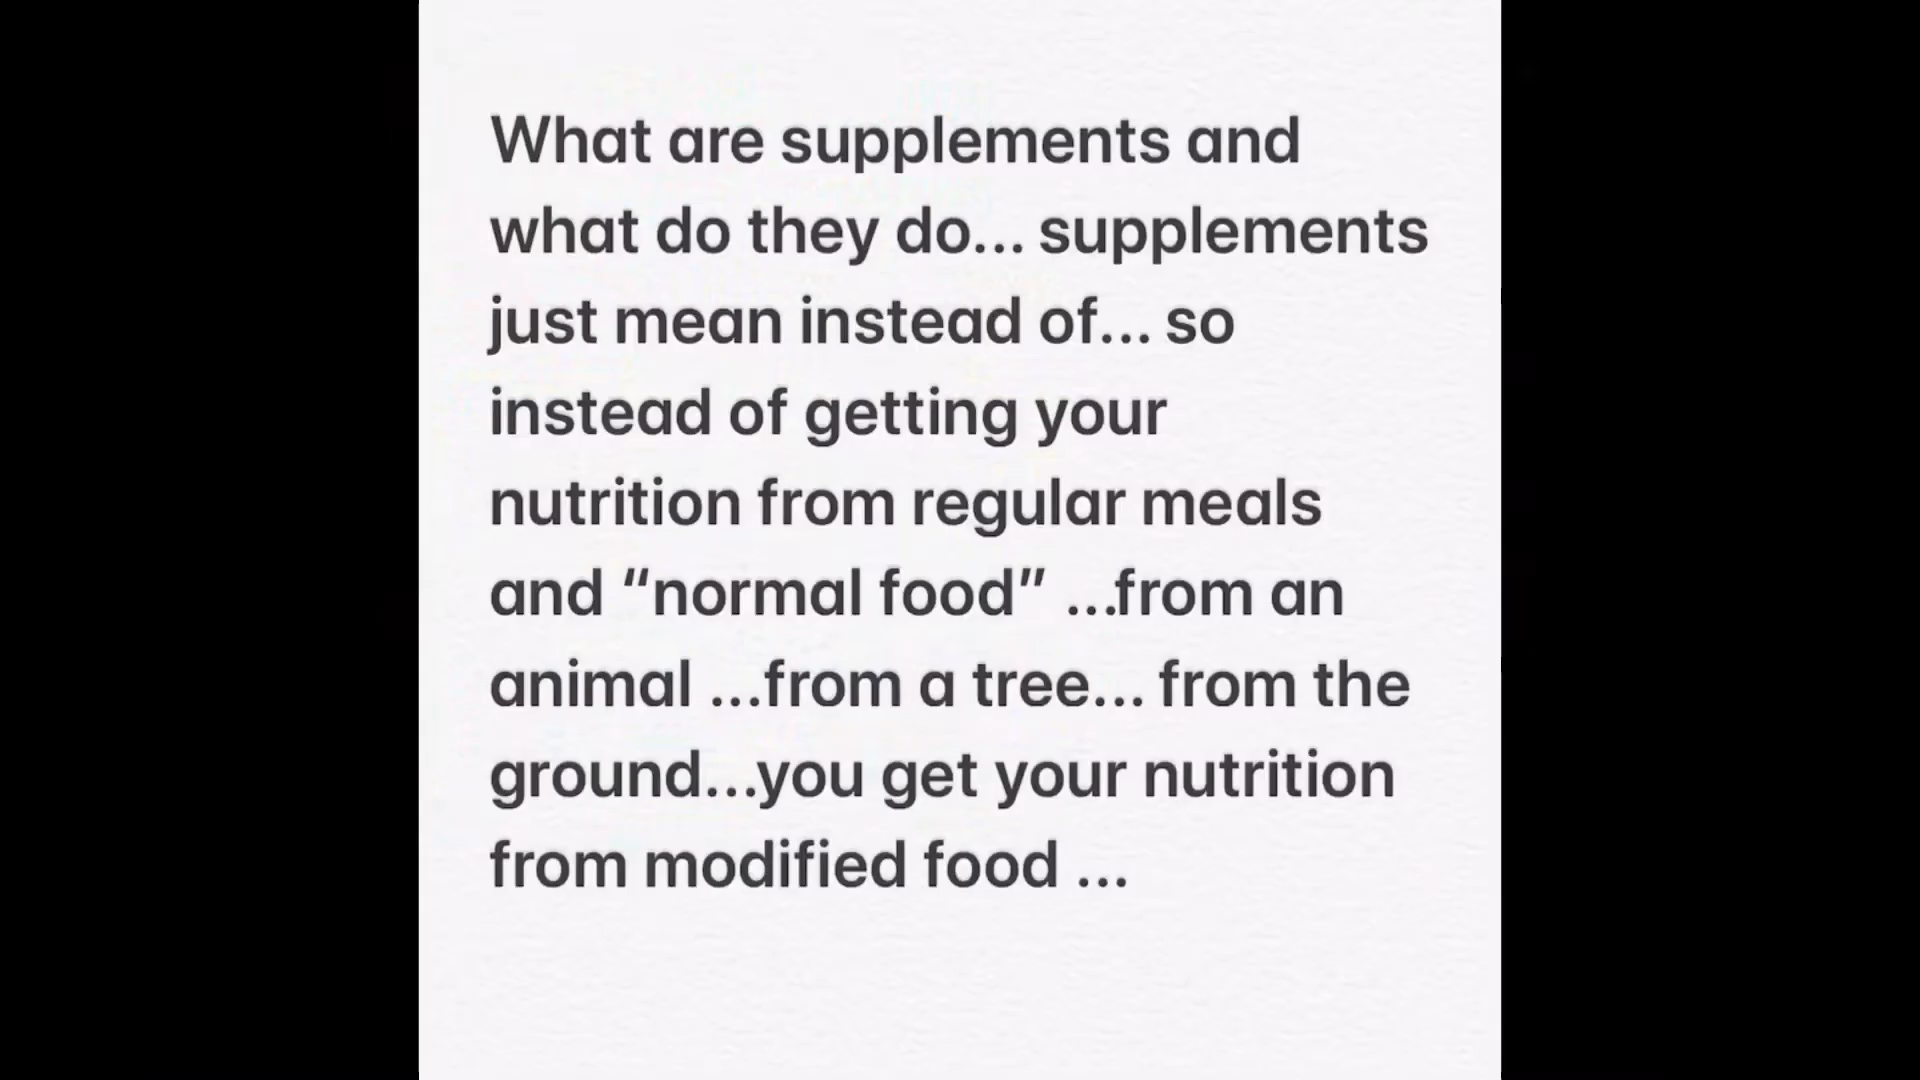 What are supplements and
what do they do... supplements
just mean instead of... so
instead of getting your
nutrition from regular meals
and “normal food” ...from an
animal ...from a tree... from the
ground...you get your nutrition
from modified food ...